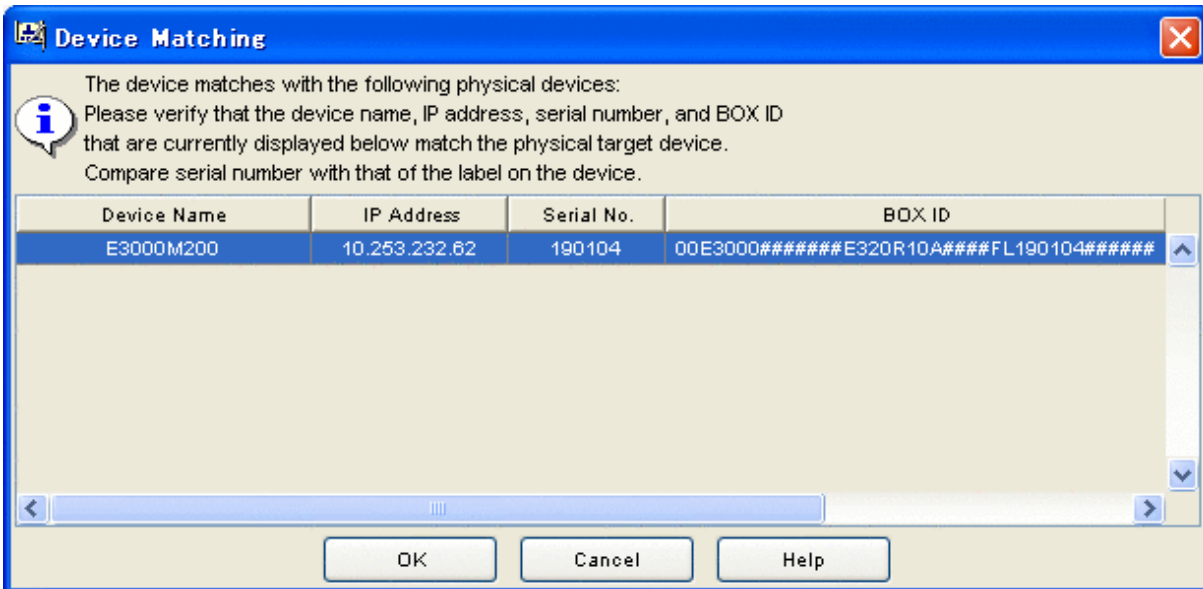 Device Matching
The device matches with the following physical devices:
Please verify that the device name, IP address, serial number, and BOX ID
that are currently displayed below match the physical target device.
Compare serial number with that of the label on the device.
Device Name IP Address Serial No. BOX ID
E3000M200 10.253.232.62 190104 00E3000#######E320R10A####FL190104######
OK Cancel Help